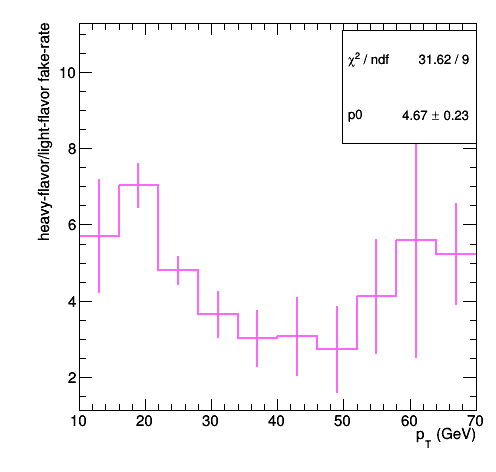 heavy-flavor/light-flavor fake-rate
χ² / ndf 31.62 / 9
p0 4.67 ± 0.23
10
8
6
4
2
10 20 30 40 50 60 70
p_T (GeV)